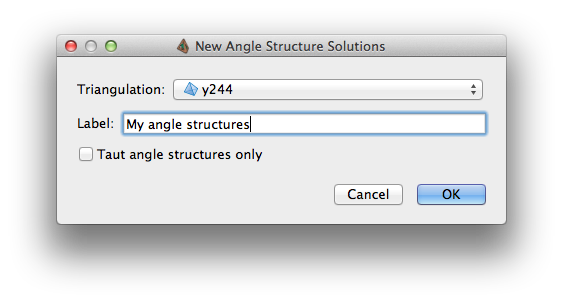 New Angle Structure Solutions
Triangulation: y244
Label: My angle structures
Taut angle structures only
Cancel OK